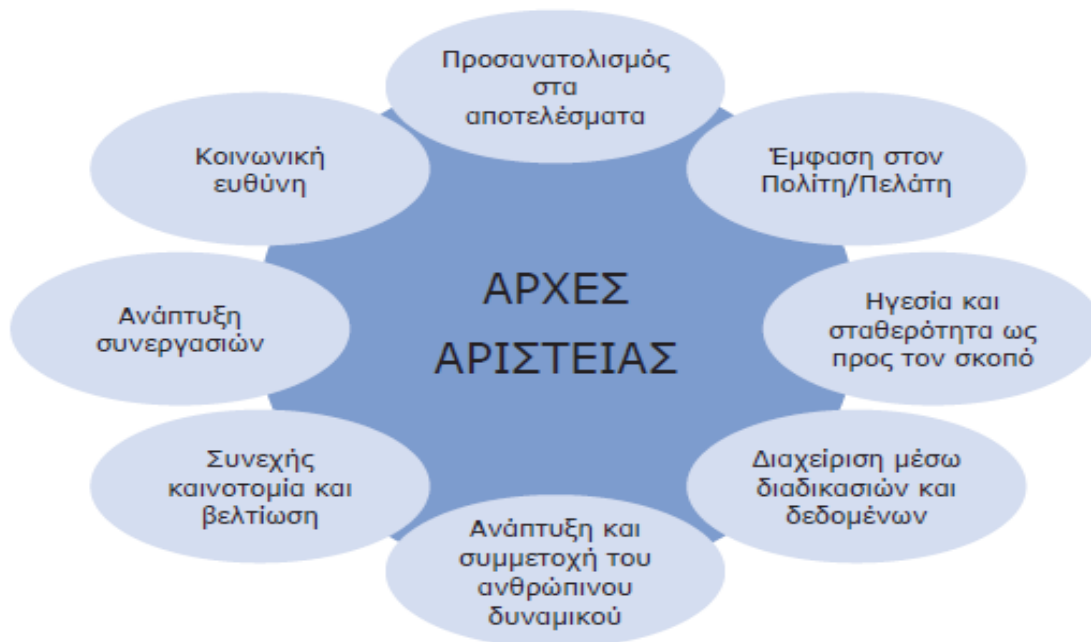 Προσανατολισμός
στα
αποτελέσματα
Έμφαση στον
Πολίτη/Πελάτη
Ηγεσία και
σταθερότητα ως
προς τον σκοπό
Διαχείριση μέσω
διαδικασιών και
δεδομένων
Ανάπτυξη και
συμμετοχή του
ανθρώπινου
δυναμικού
Συνεχής
καινοτομία και
βελτίωση
Ανάπτυξη
συνεργασιών
Κοινωνική
ευθύνη
ΑΡΧΕΣ
ΑΡΙΣΤΕΙΑΣ